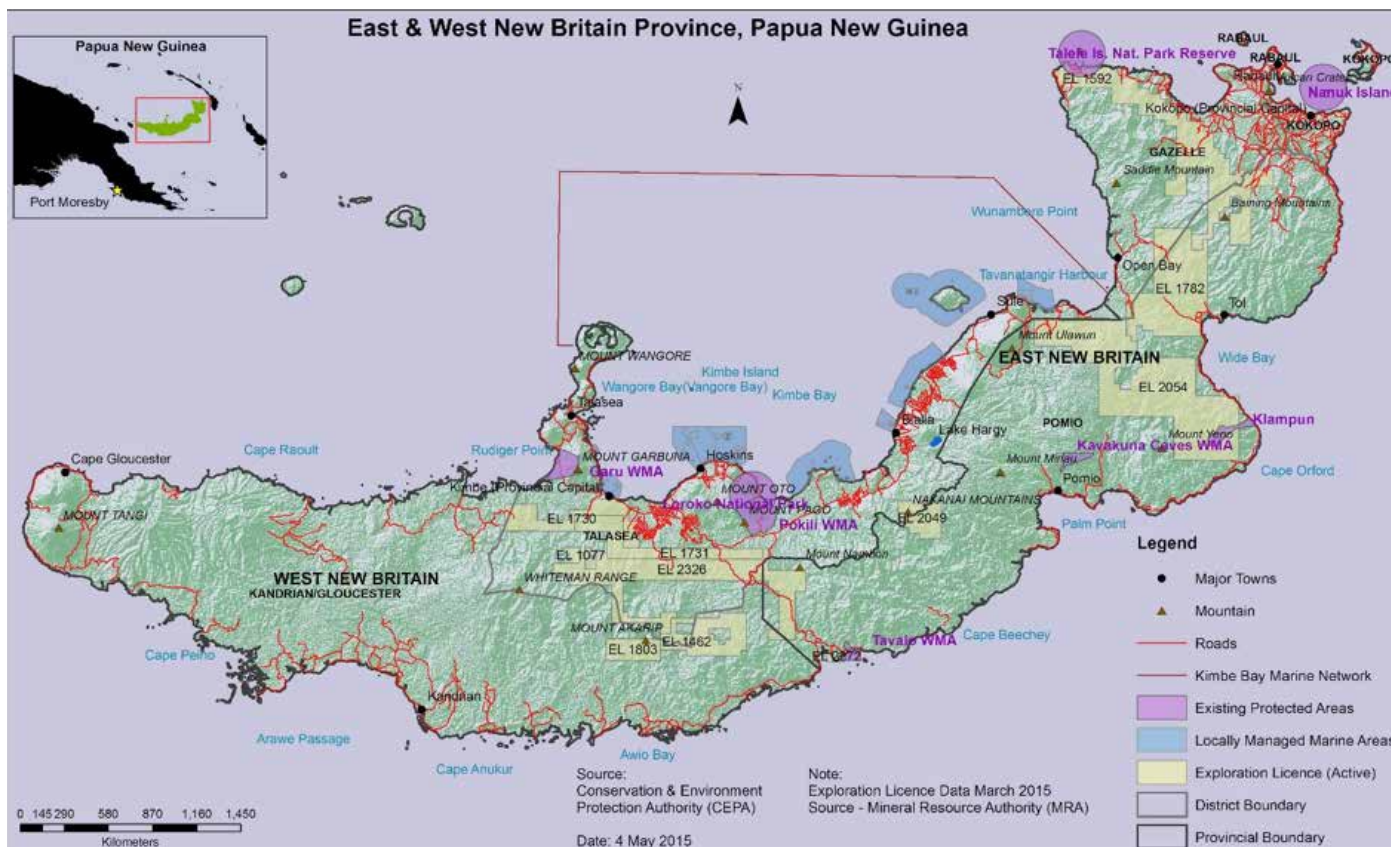 East & West New Britain Province, Papua New Guinea
Papua New Guinea
Port Moresby
N
RABAUL
RABAUL
KOKOPO
Talele Is. Nat. Park Reserve
EL 1592
Nanuk Island
Kokopo (Provincial Capital)
KOKOPO
GAZELLE
Saddle Mountain
Baining Mountains
Wunambere Point
Open Bay
Tavanatangir Harbour
EL 1782
Sule
Tol
Mount Ulawun
EAST NEW BRITAIN
Wide Bay
MOUNT WANGORE
Kimbe Island
Wangore Bay(Vangore Bay)
Kimbe Bay
EL 2054
Talasea
Bialla
Lake Hargy
POMIO
Klampun
Mount Yeno
Kavakuna Caves WMA
Cape Raoult
Rudiger Point
MOUNT GARBUNA
Hoskins
Cape Gloucester
Garu WMA
Mount Minlau
Cape Orford
Kimbe (Provincial Capital)
MOUNT OTO
Loroko National Park
MOUNT PAGO
Pomio
NAKANAI MOUNTAINS
Palm Point
MOUNT TANGI
EL 1730
Pokili WMA
EL 2049
TALASEA
EL 1077
EL 1731
Mount Nambon
EL 2326
WEST NEW BRITAIN
WHITEMAN RANGE
KANDRIAN/GLOUCESTER
MOUNT AKARIP
EL 1462
EL 1803
Tavalo WMA
Cape Beechey
Cape Peiho
Kandrian
Arawe Passage
Cape Anukur
Awio Bay
Legend
Major Towns
Mountain
Roads
Kimbe Bay Marine Network
Existing Protected Areas
Locally Managed Marine Areas
Exploration Licence (Active)
District Boundary
Provincial Boundary
Source:
Conservation & Environment
Protection Authority (CEPA)
Date: 4 May 2015
Note:
Exploration Licence Data March 2015
Source - Mineral Resource Authority (MRA)
0 145 290 580 870 1,160 1,450
Kilometers